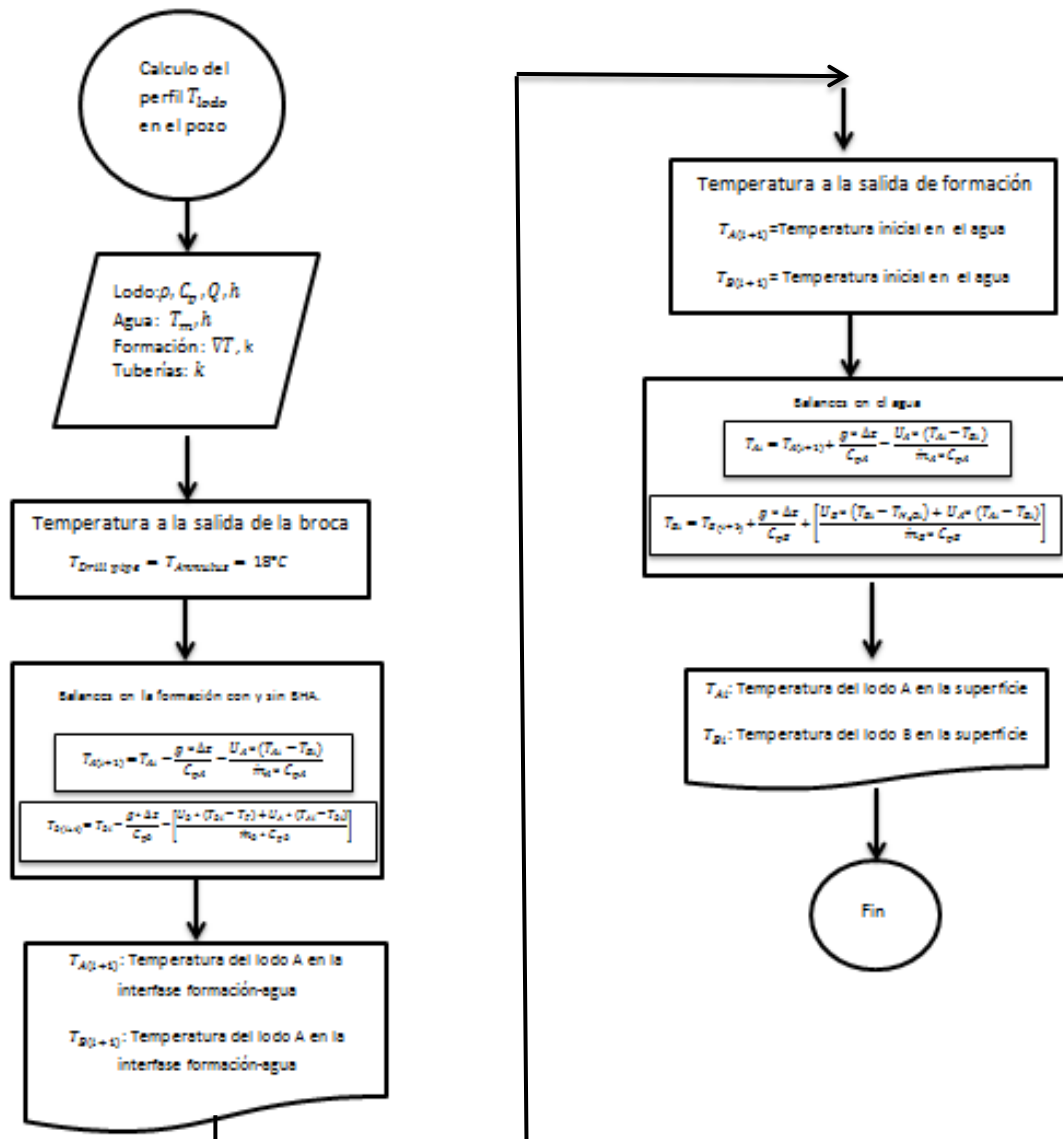 Calculo del
perfil T_lodo
en el pozo
Lodo: ρ, C_p, Q, h
Agua: T_m, h
Formación: ∇T, k
Tuberías: k
Temperatura a la salida de la broca
T_Drill pipe = T_Annulus = 18°C
Balances en la formación con y sin BHA.
T_A(i+1) = T_Ai − g * Δz / C_pA − U_A * (T_Ai − T_Bi) / ṁ_A * C_pA
T_B(i+1) = T_Bi − g * Δz / C_pB − [U_B * (T_Bi − T_F) + U_A * (T_Ai − T_Bi) / ṁ_B * C_pB]
T_A(i+1): Temperatura del lodo A en la
interfase formación-agua
T_B(i+1): Temperatura del lodo A en la
interfase formación-agua
Temperatura a la salida de formación
T_A(i+1)=Temperatura inicial en el agua
T_B(i+1)= Temperatura inicial en el agua
Balances en el agua
T_Ai = T_A(i+1) + g * Δz / C_pA − U_A * (T_Ai − T_Bi) / ṁ_A * C_pA
T_Bi = T_B(i+1) + g * Δz / C_pB + [U_B * (T_Bi − T_H₂Oi) + U_A * (T_Ai − T_Bi) / ṁ_B * C_pB]
T_Ai: Temperatura del lodo A en la superficie
T_Bi: Temperatura del lodo B en la superficie
Fin